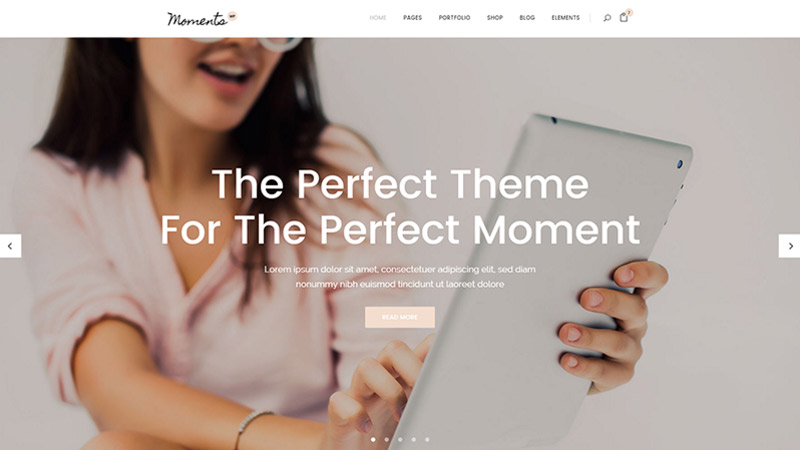 Moments WP
HOME PAGES PORTFOLIO SHOP BLOG ELEMENTS
The Perfect Theme
For The Perfect Moment
Lorem ipsum dolor sit amet, consectetuer adipiscing elit, sed diam
nonummy nibh euismod tincidunt ut laoreet dolore
READ MORE